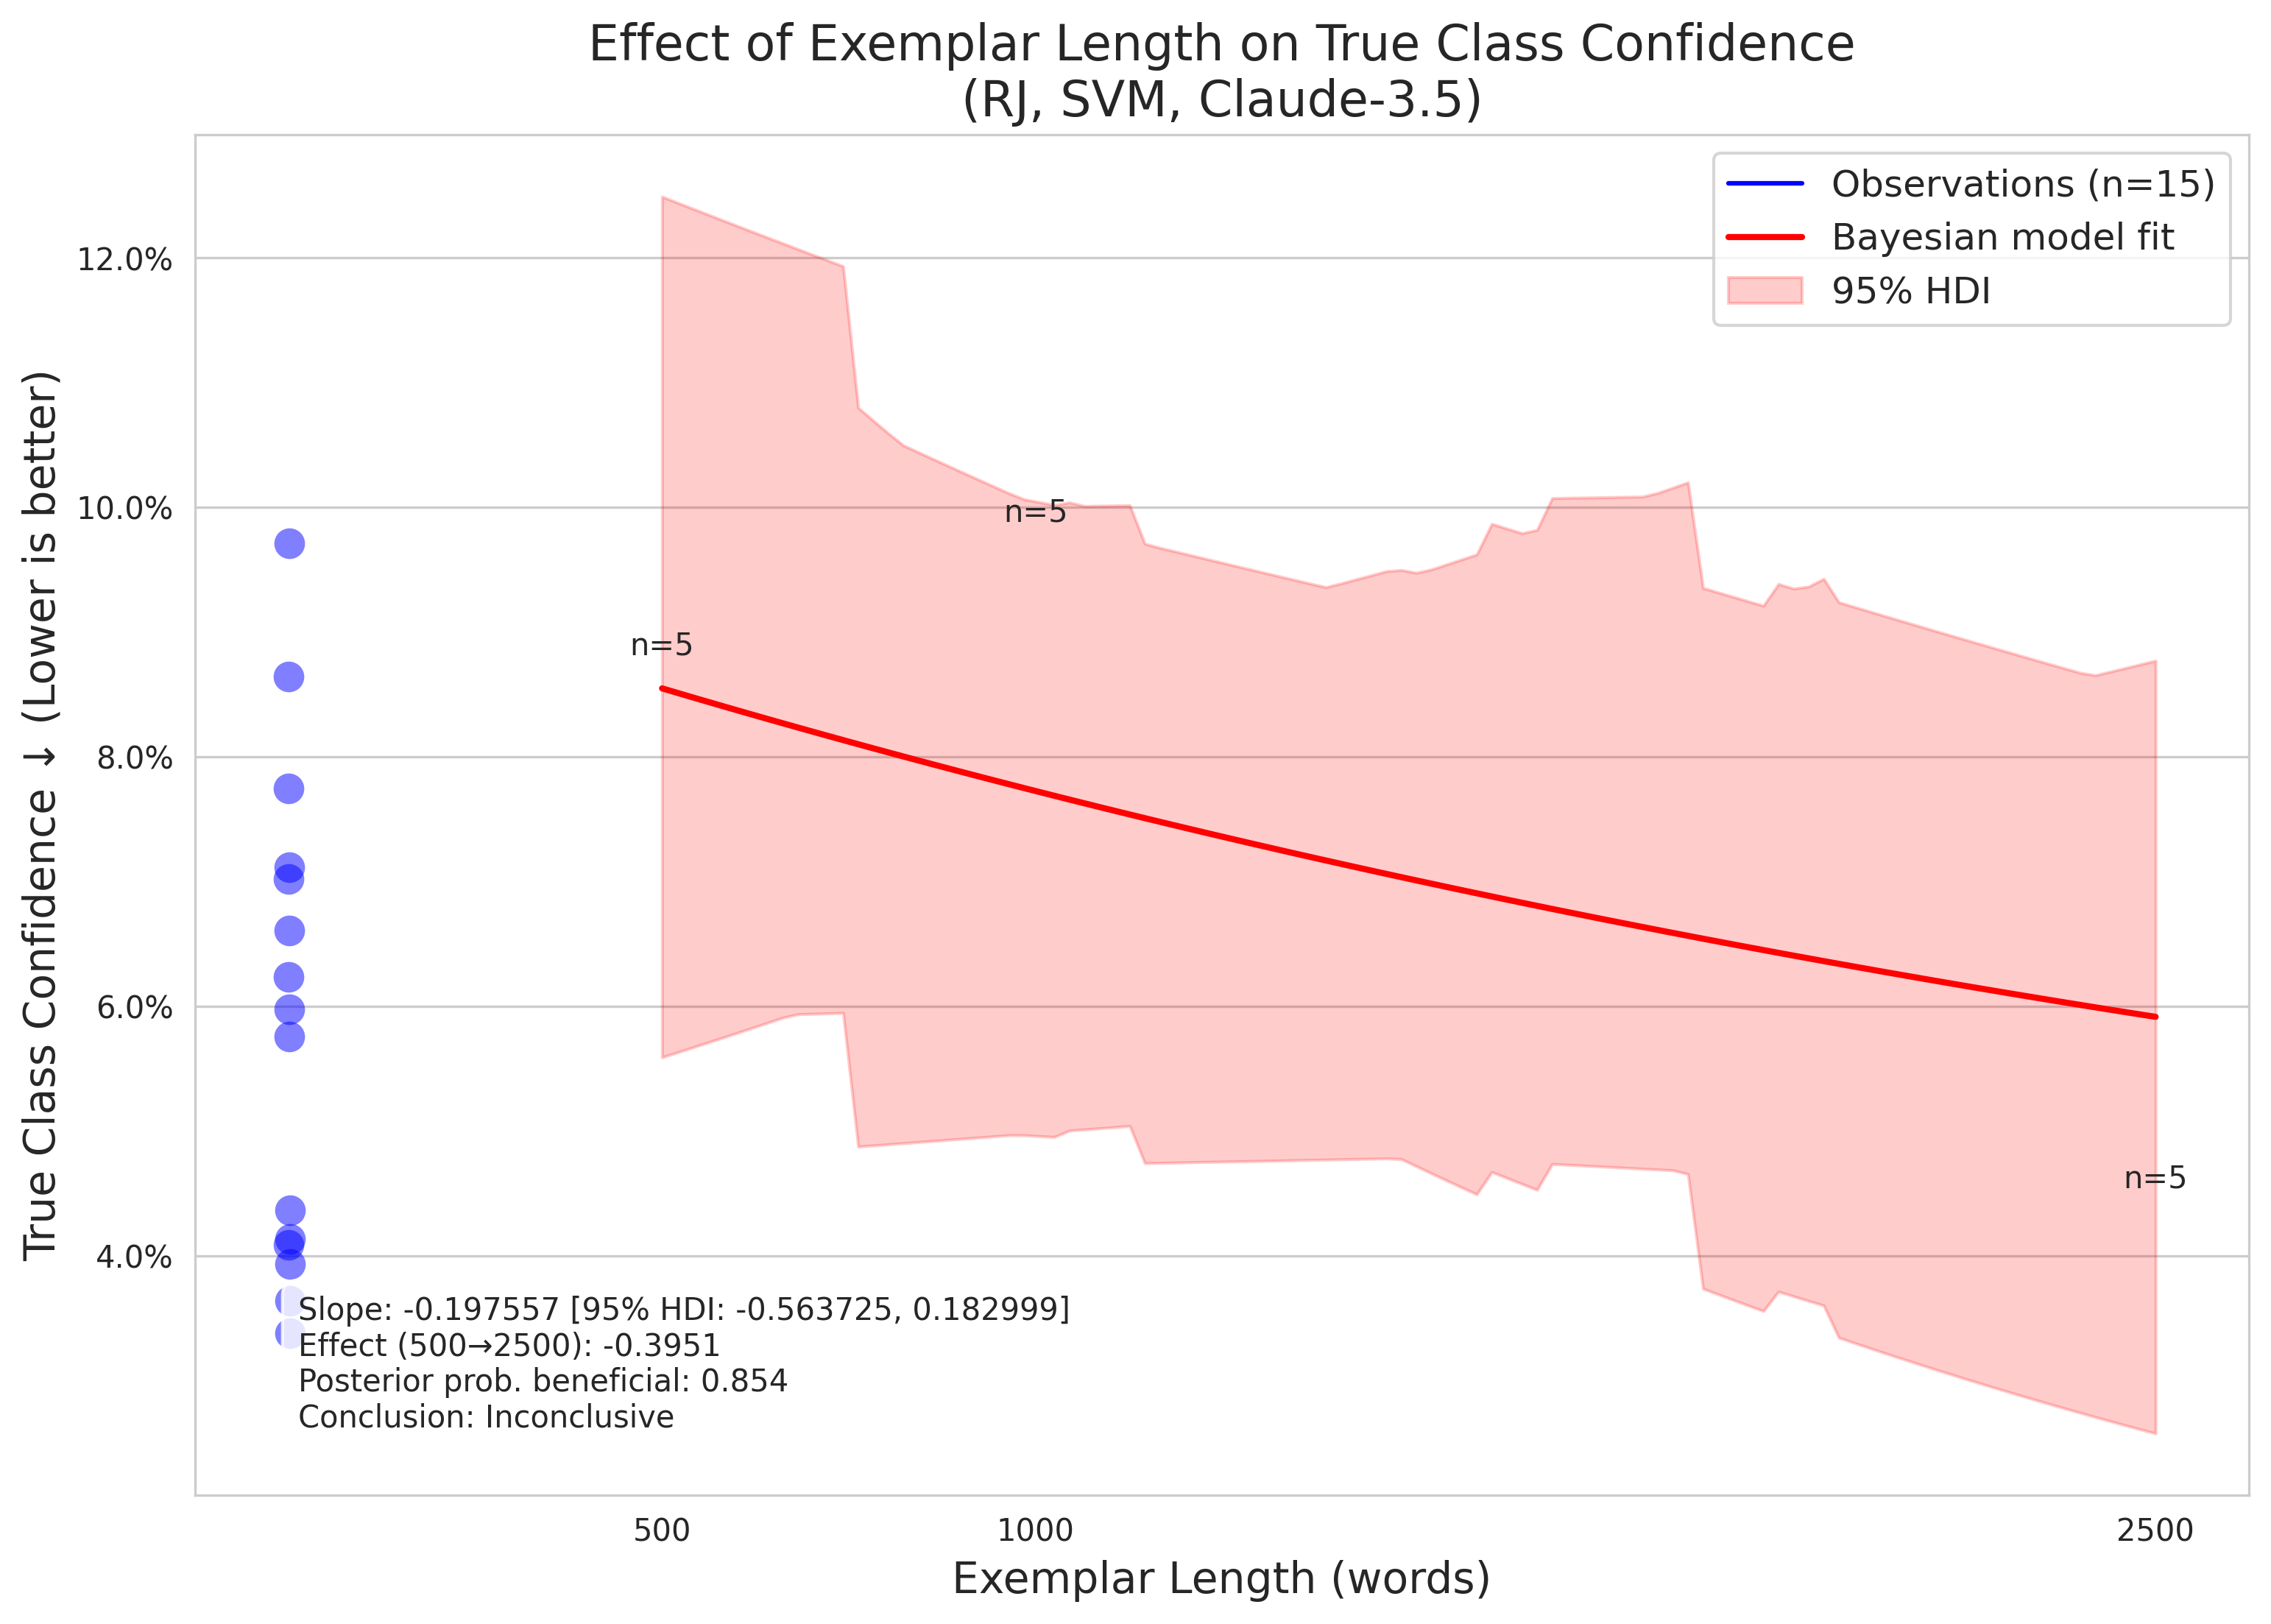 Effect of Exemplar Length on True Class Confidence
(RJ, SVM, Claude-3.5)
Observations (n=15)
Bayesian model fit
95% HDI
True Class Confidence ↓ (Lower is better)
12.0%
10.0%
8.0%
6.0%
4.0%
n=5
n=5
n=5
Slope: -0.197557 [95% HDI: -0.563725, 0.182999]
Effect (500→2500): -0.3951
Posterior prob. beneficial: 0.854
Conclusion: Inconclusive
500
1000
2500
Exemplar Length (words)